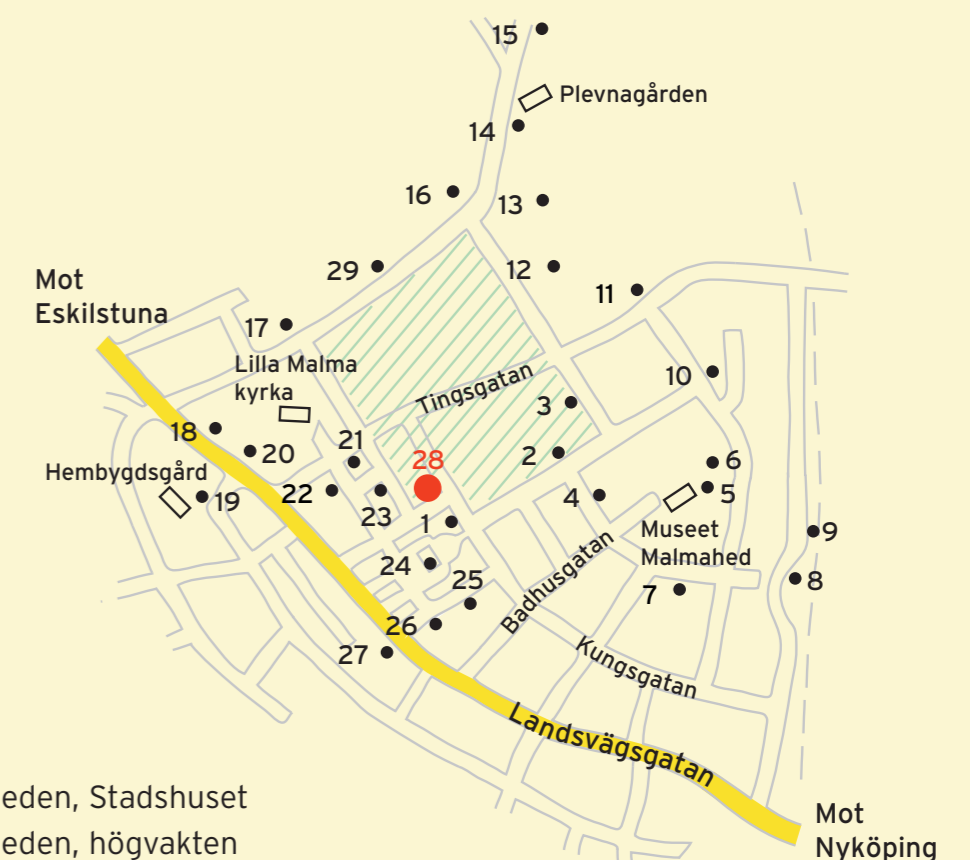 15
Plevnagården
14
16
13
29
12
11
Mot
Eskilstuna
17
Lilla Malma
kyrka
10
Tingsgatan
3
18
21
20
28
2
6
Hembygdsgård
19
22
23
4
5
1
Museet
Malmahed
9
24
25
Badhusgatan
7
8
26
27
Kungsgatan
Landsvägsgatan
eden, Stadshuset
eden, högvakten
Mot
Nyköping